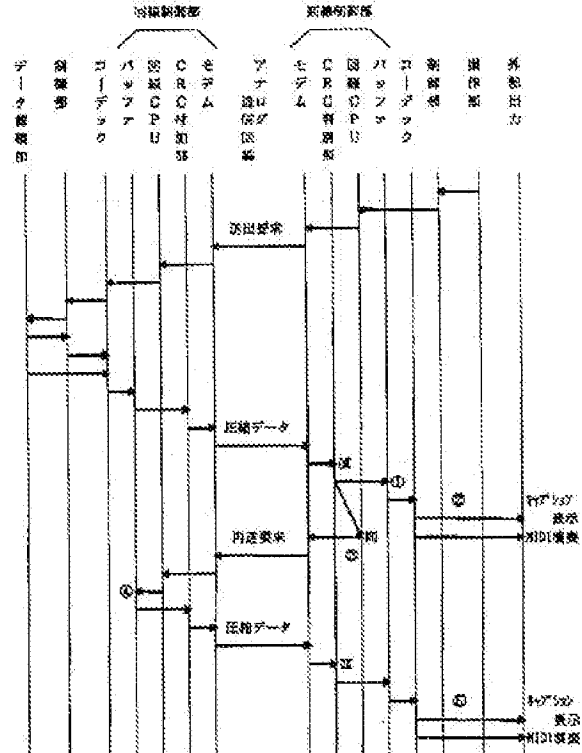 回線制御部 回線制御部
データ蓄積部
制御部
コーデック
バッファ
回線CPU
CRC付加部
モデム
アナログ
通信回線
モデム
CRC判別部
回線CPU
バッファ
コーデック
制御部
操作部
外部出力
送出要求
圧縮データ
正
①
②
キャプション
表示
MIDI演奏
再送要求
③
④
圧縮データ
正
キャプション
表示
MIDI演奏